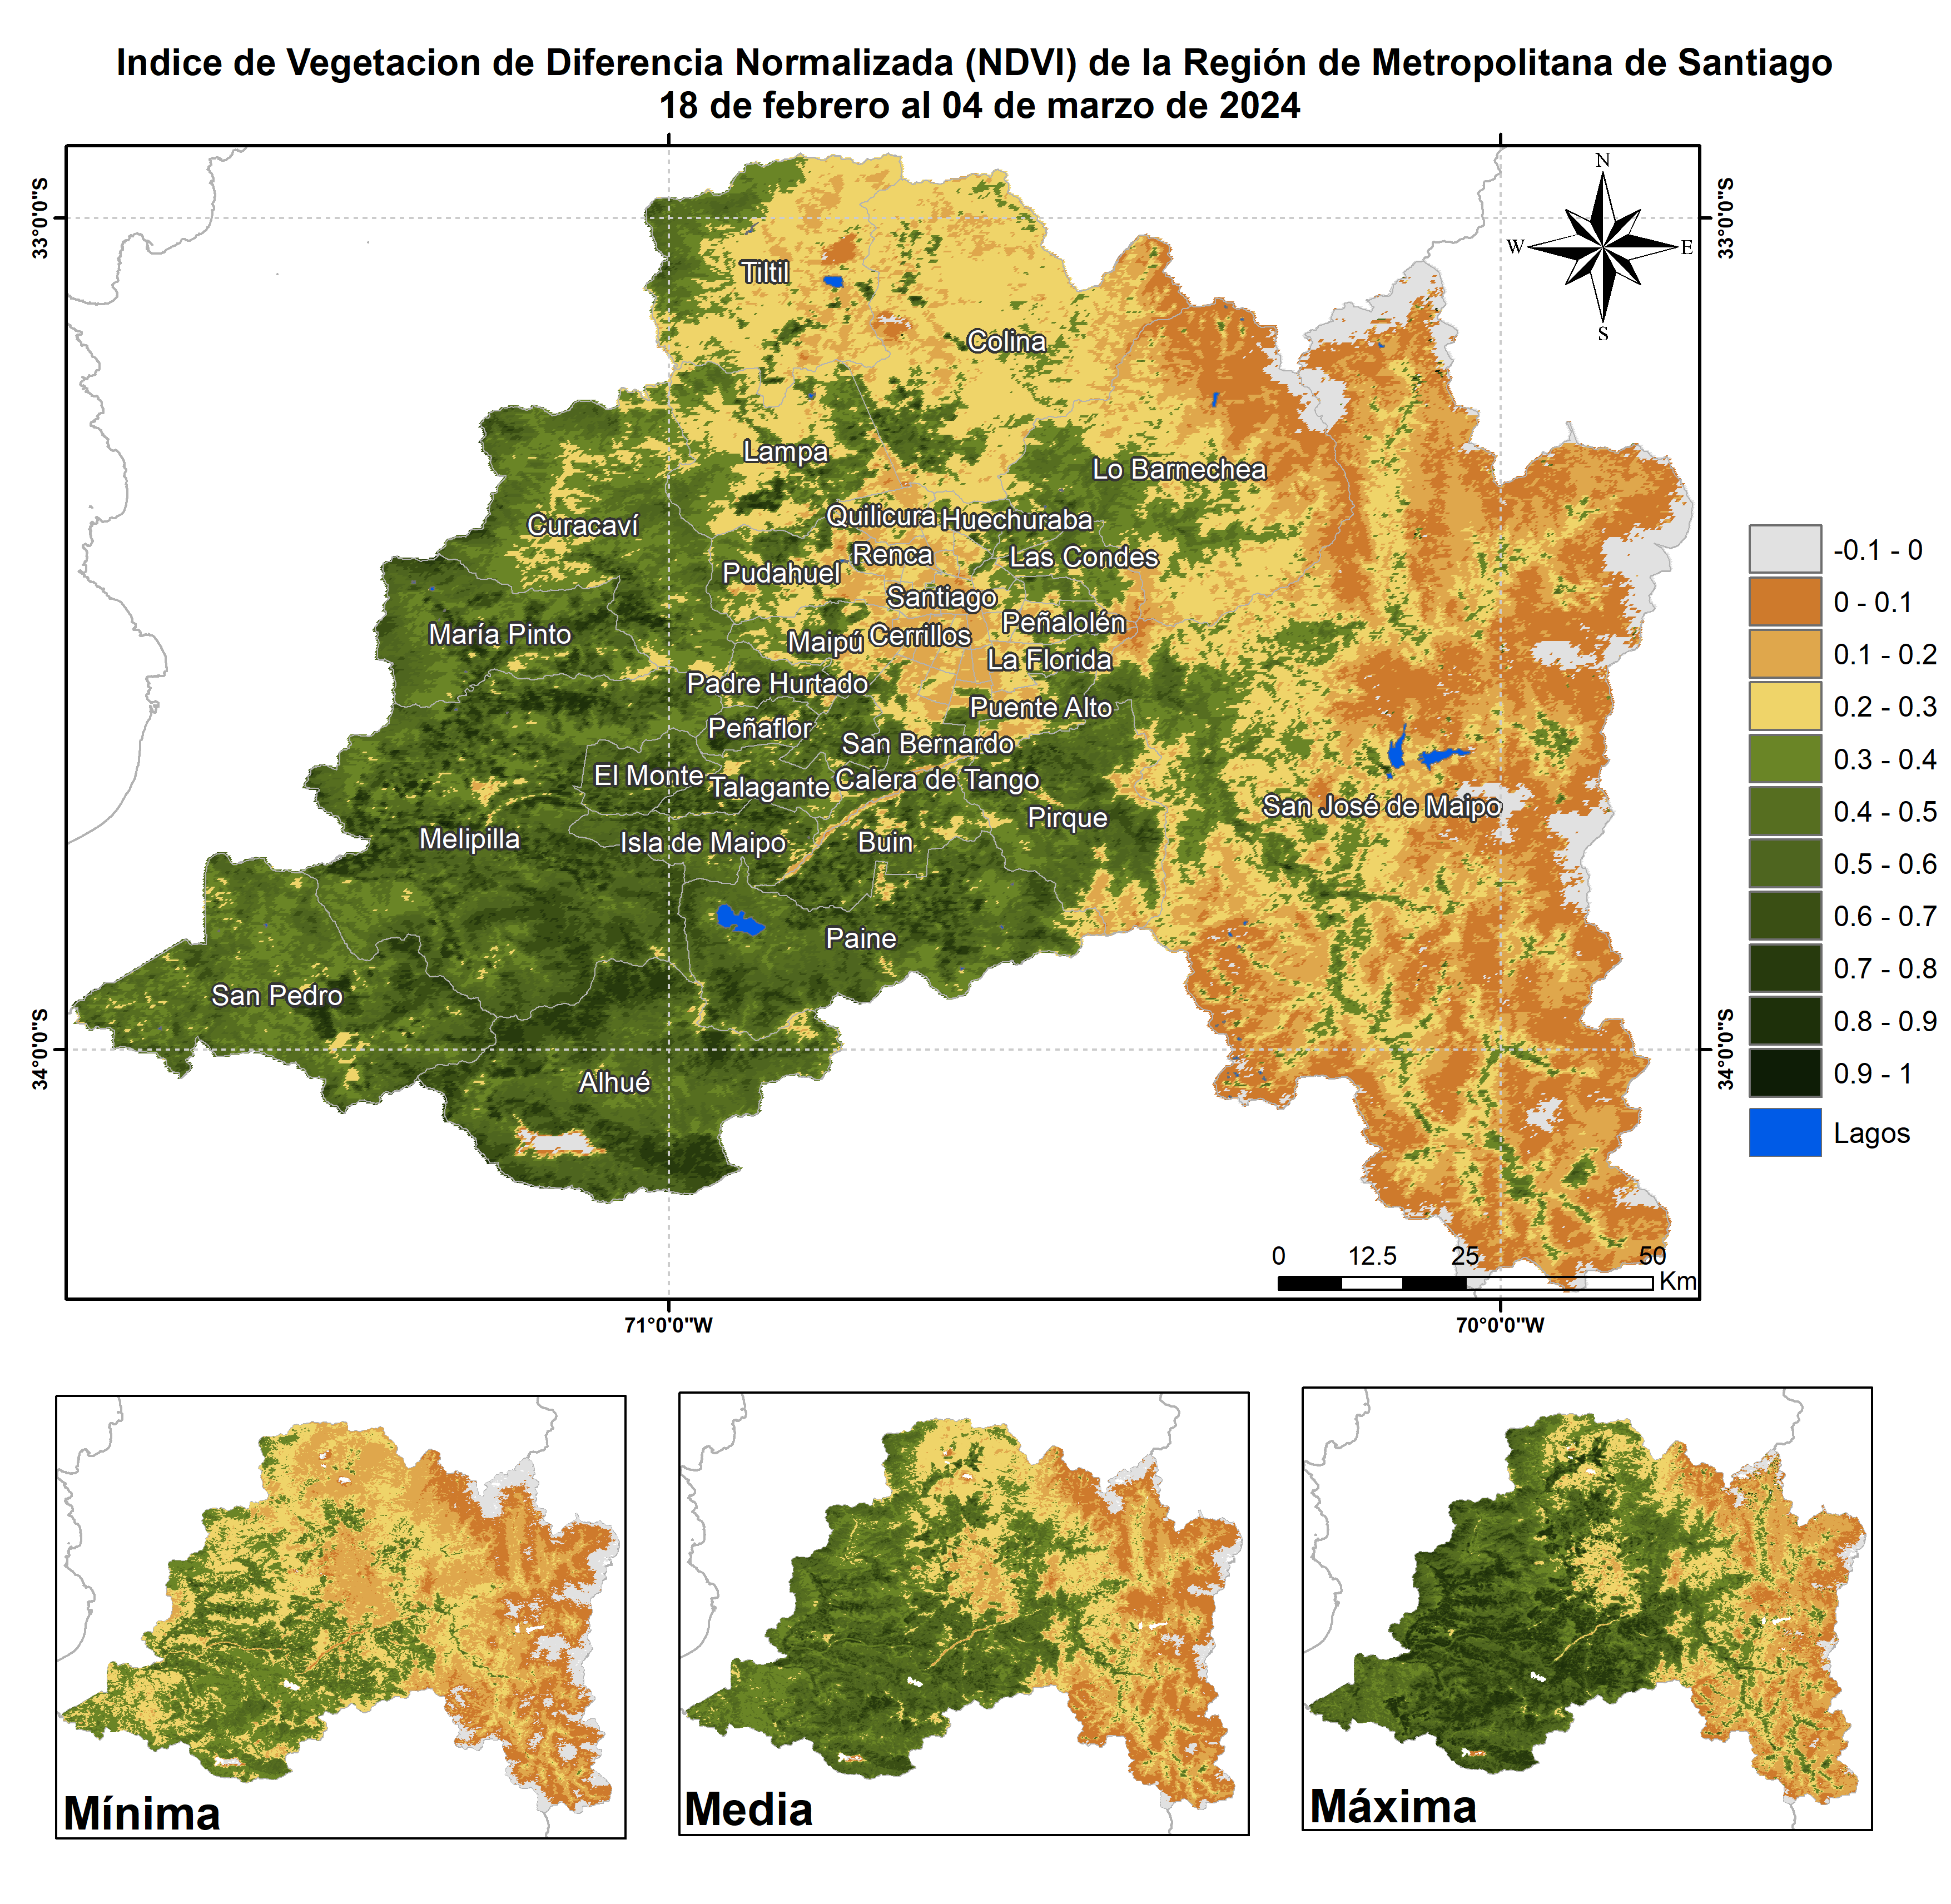 Indice de Vegetacion de Diferencia Normalizada (NDVI) de la Región de Metropolitana de Santiago
18 de febrero al 04 de marzo de 2024
33°0'0"S
33°0'0"S
N
W
E
S
Tiltil
Colina
Lampa
Lo Barnechea
Curacaví
Quilicura
Huechuraba
Renca
Las Condes
Pudahuel
Santiago
María Pinto
Maipú
Cerrillos
Peñalolén
La Florida
Padre Hurtado
Peñaflor
Puente Alto
San Bernardo
El Monte
Talagante
Calera de Tango
San José de Maipo
Melipilla
Isla de Maipo
Buin
Pirque
Paine
San Pedro
Alhué
34°0'0"S
34°0'0"S
-0.1 - 0
0 - 0.1
0.1 - 0.2
0.2 - 0.3
0.3 - 0.4
0.4 - 0.5
0.5 - 0.6
0.6 - 0.7
0.7 - 0.8
0.8 - 0.9
0.9 - 1
Lagos
0 12.5 25 50
Km
71°0'0"W
70°0'0"W
Mínima
Media
Máxima